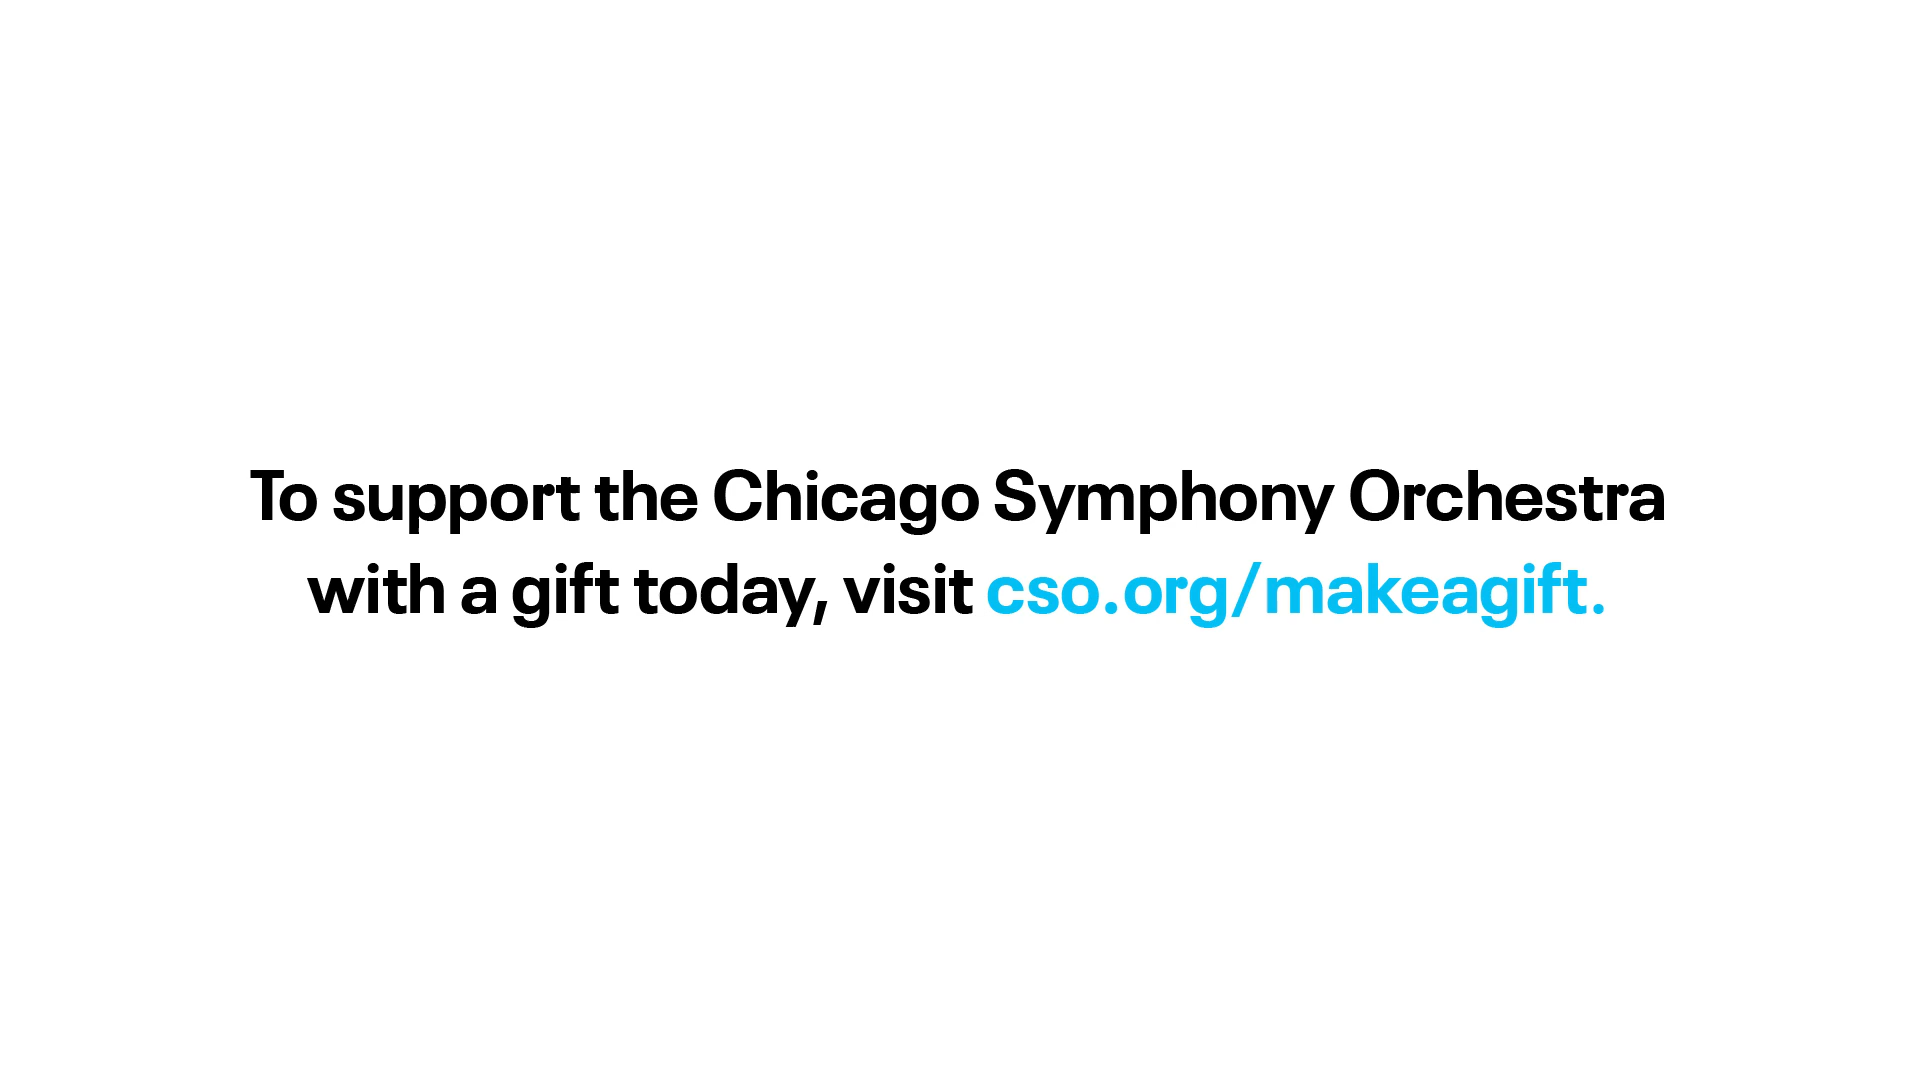 To support the Chicago Symphony Orchestra
with a gift today, visit cso.org/makeagift.